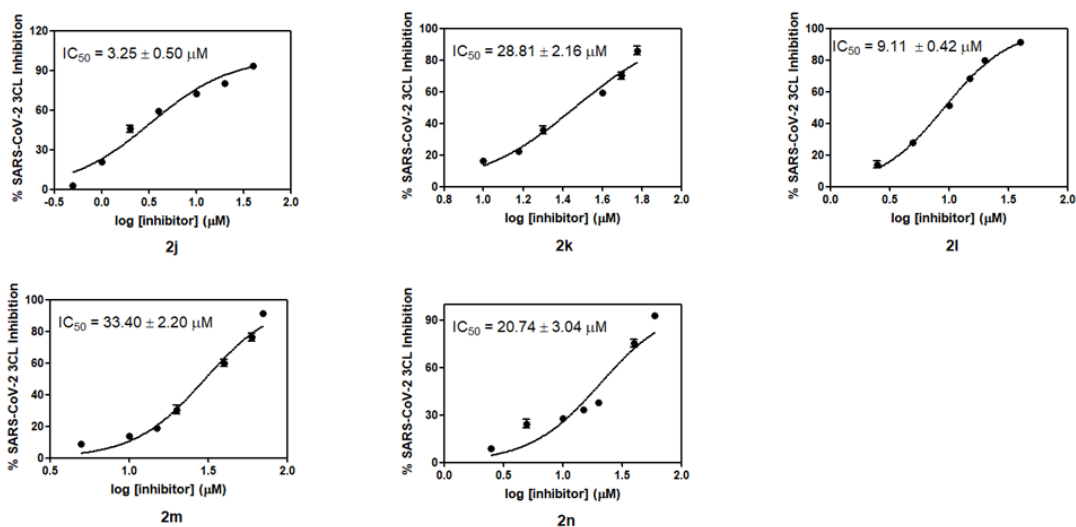 % SARS-CoV-2 3CL Inhibition
120
90
60
30
0
IC50 = 3.25 ± 0.50 μM
-0.5 0.0 0.5 1.0 1.5 2.0
log [inhibitor] (μM)
2j
% SARS-CoV-2 3CL Inhibition
100
80
60
40
20
0
IC50 = 28.81 ± 2.16 μM
0.8 1.0 1.2 1.4 1.6 1.8 2.0
log [inhibitor] (μM)
2k
% SARS-CoV-2 3CL Inhibition
100
80
60
40
20
0
IC50 = 9.11 ± 0.42 μM
0.0 0.5 1.0 1.5 2.0
log [inhibitor] (μM)
2l
% SARS-CoV-2 3CL Inhibition
100
80
60
40
20
0
IC50 = 33.40 ± 2.20 μM
0.5 1.0 1.5 2.0
log [inhibitor] (μM)
2m
% SARS-CoV-2 3CL Inhibition
90
60
30
0
IC50 = 20.74 ± 3.04 μM
0.0 0.5 1.0 1.5 2.0
log [inhibitor] (μM)
2n